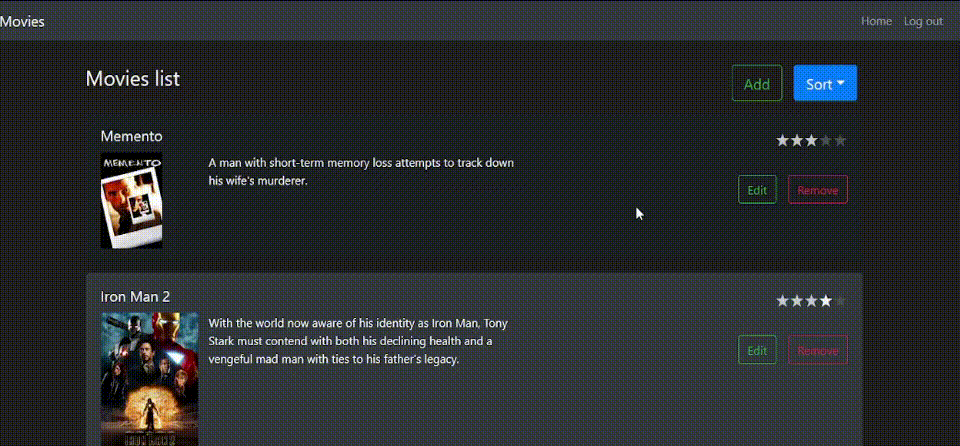 Movies
Home Log out
Movies list
Add Sort
Memento
MEMENTO
A man with short-term memory loss attempts to track down
his wife's murderer.
Edit Remove
Iron Man 2
With the world now aware of his identity as Iron Man, Tony
Stark must contend with both his declining health and a
vengeful mad man with ties to his father's legacy.
Edit Remove
IRON MAN 2